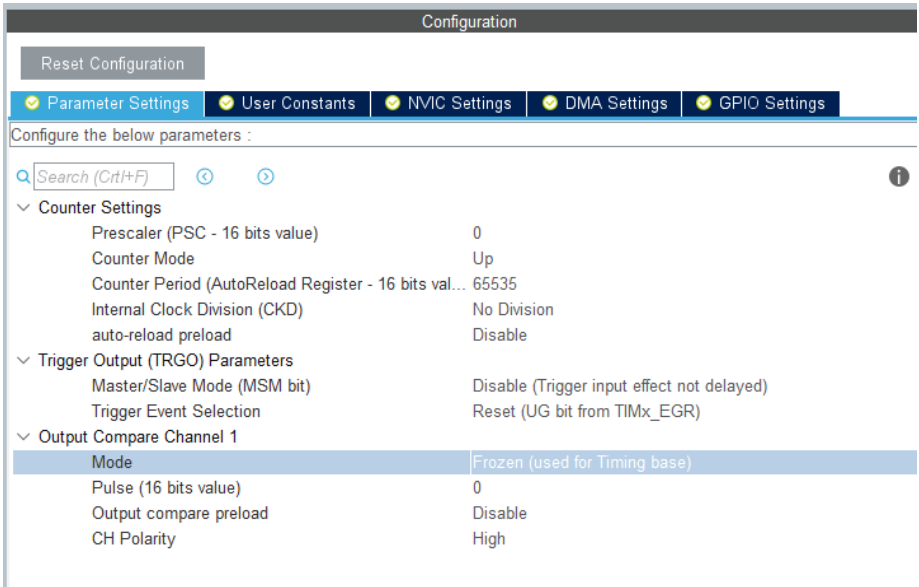 Configuration
Reset Configuration
Parameter Settings User Constants NVIC Settings DMA Settings GPIO Settings
Configure the below parameters :
Search (Crtl+F)
Counter Settings
Prescaler (PSC - 16 bits value) 0
Counter Mode Up
Counter Period (AutoReload Register - 16 bits val... 65535
Internal Clock Division (CKD) No Division
auto-reload preload Disable
Trigger Output (TRGO) Parameters
Master/Slave Mode (MSM bit) Disable (Trigger input effect not delayed)
Trigger Event Selection Reset (UG bit from TIMx_EGR)
Output Compare Channel 1
Mode Frozen (used for Timing base)
Pulse (16 bits value) 0
Output compare preload Disable
CH Polarity High